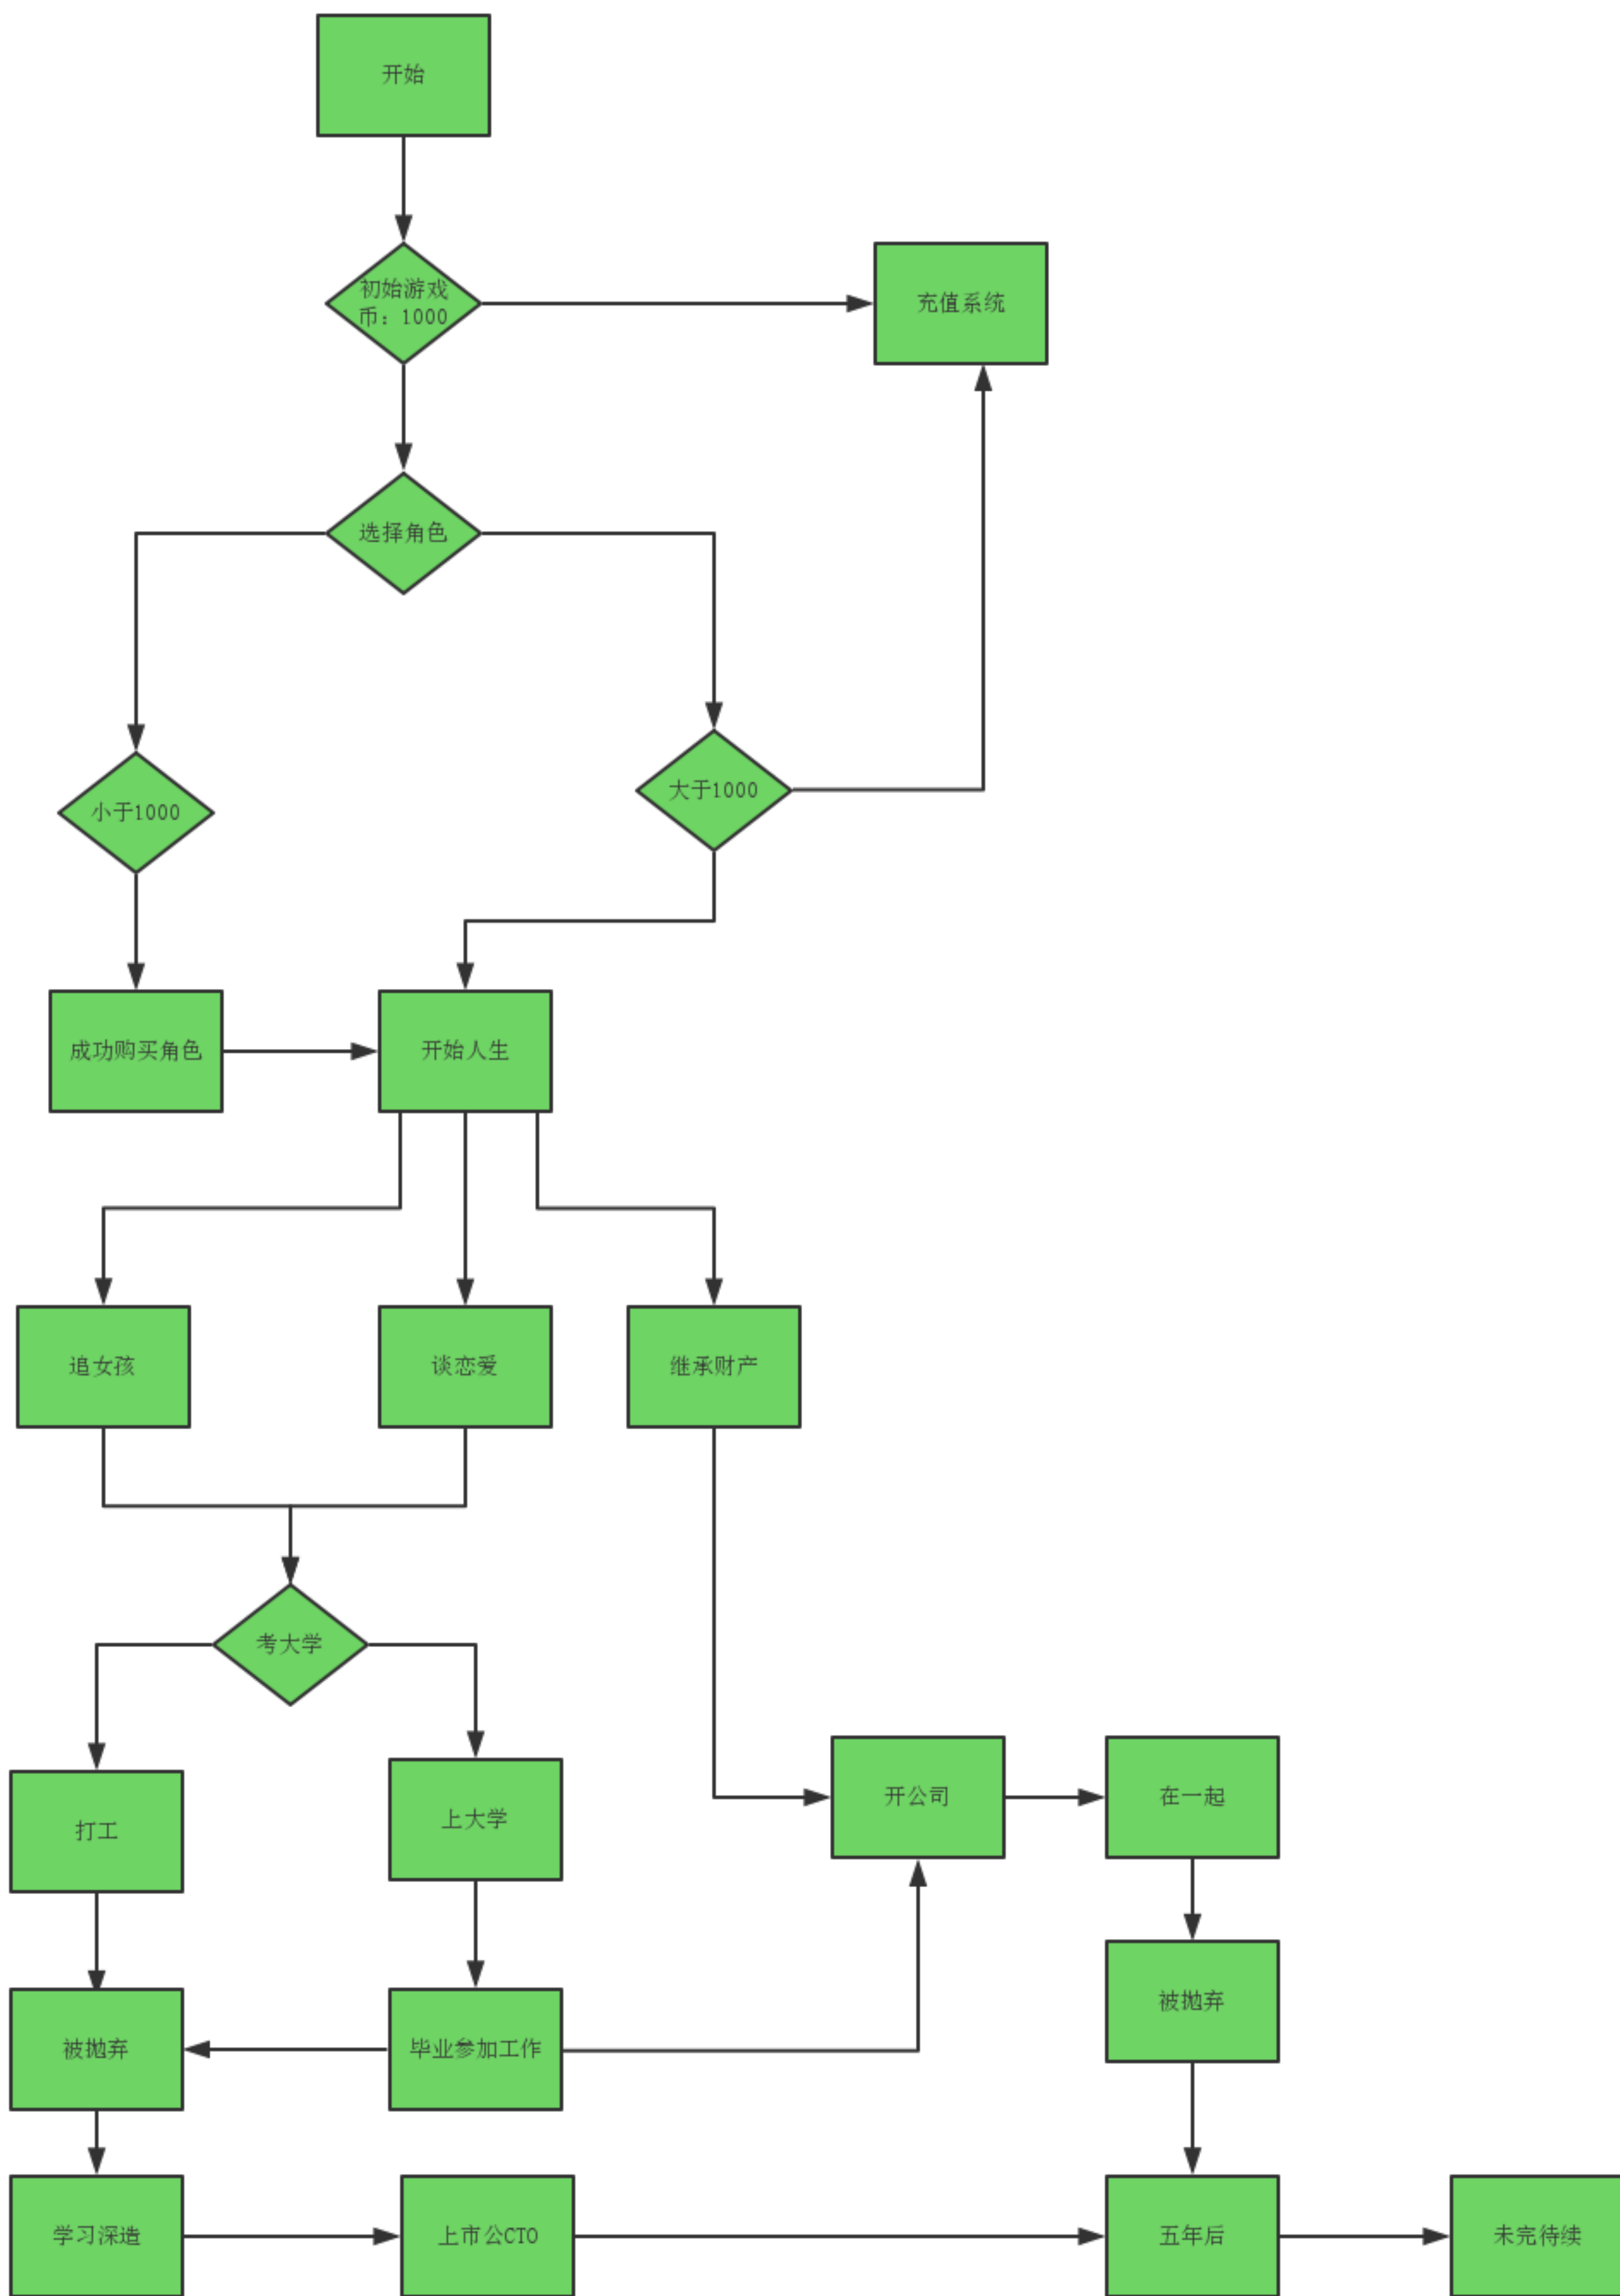 开始
初始游戏
币：1000
充值系统
选择角色
小于1000
大于1000
成功购买角色
开始人生
追女孩
谈恋爱
继承财产
考大学
打工
上大学
开公司
在一起
被抛弃
毕业参加工作
被抛弃
学习深造
上市公CTO
五年后
未完待续